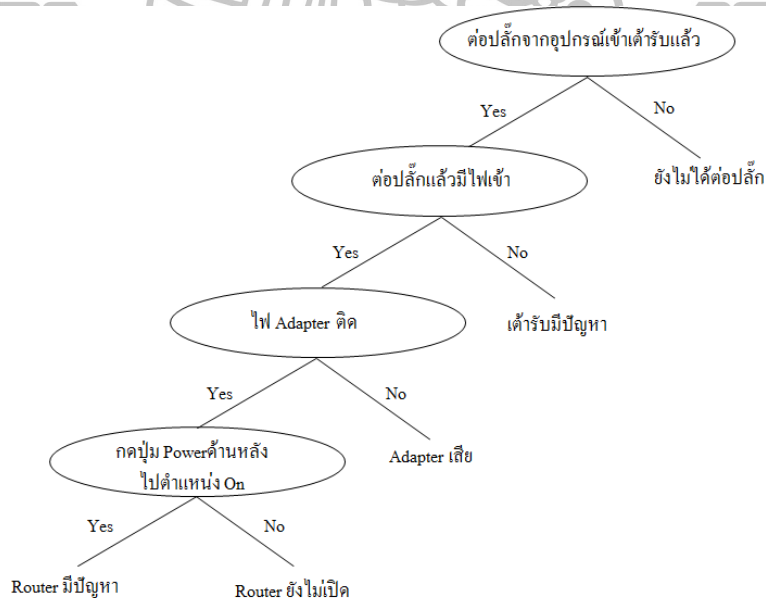 ต่อปลั๊กจากอุปกรณ์เข้าเต้ารับแล้ว
Yes
No
ต่อปลั๊กแล้วมีไฟเข้า
ยังไม่ได้ต่อปลั๊ก
Yes
No
ไฟ Adapter ติด
เต้ารับมีปัญหา
Yes
No
กดปุ่ม Powerด้านหลัง
ไปตำแหน่ง On
Adapter เสีย
Yes
No
Router มีปัญหา
Router ยังไม่เปิด